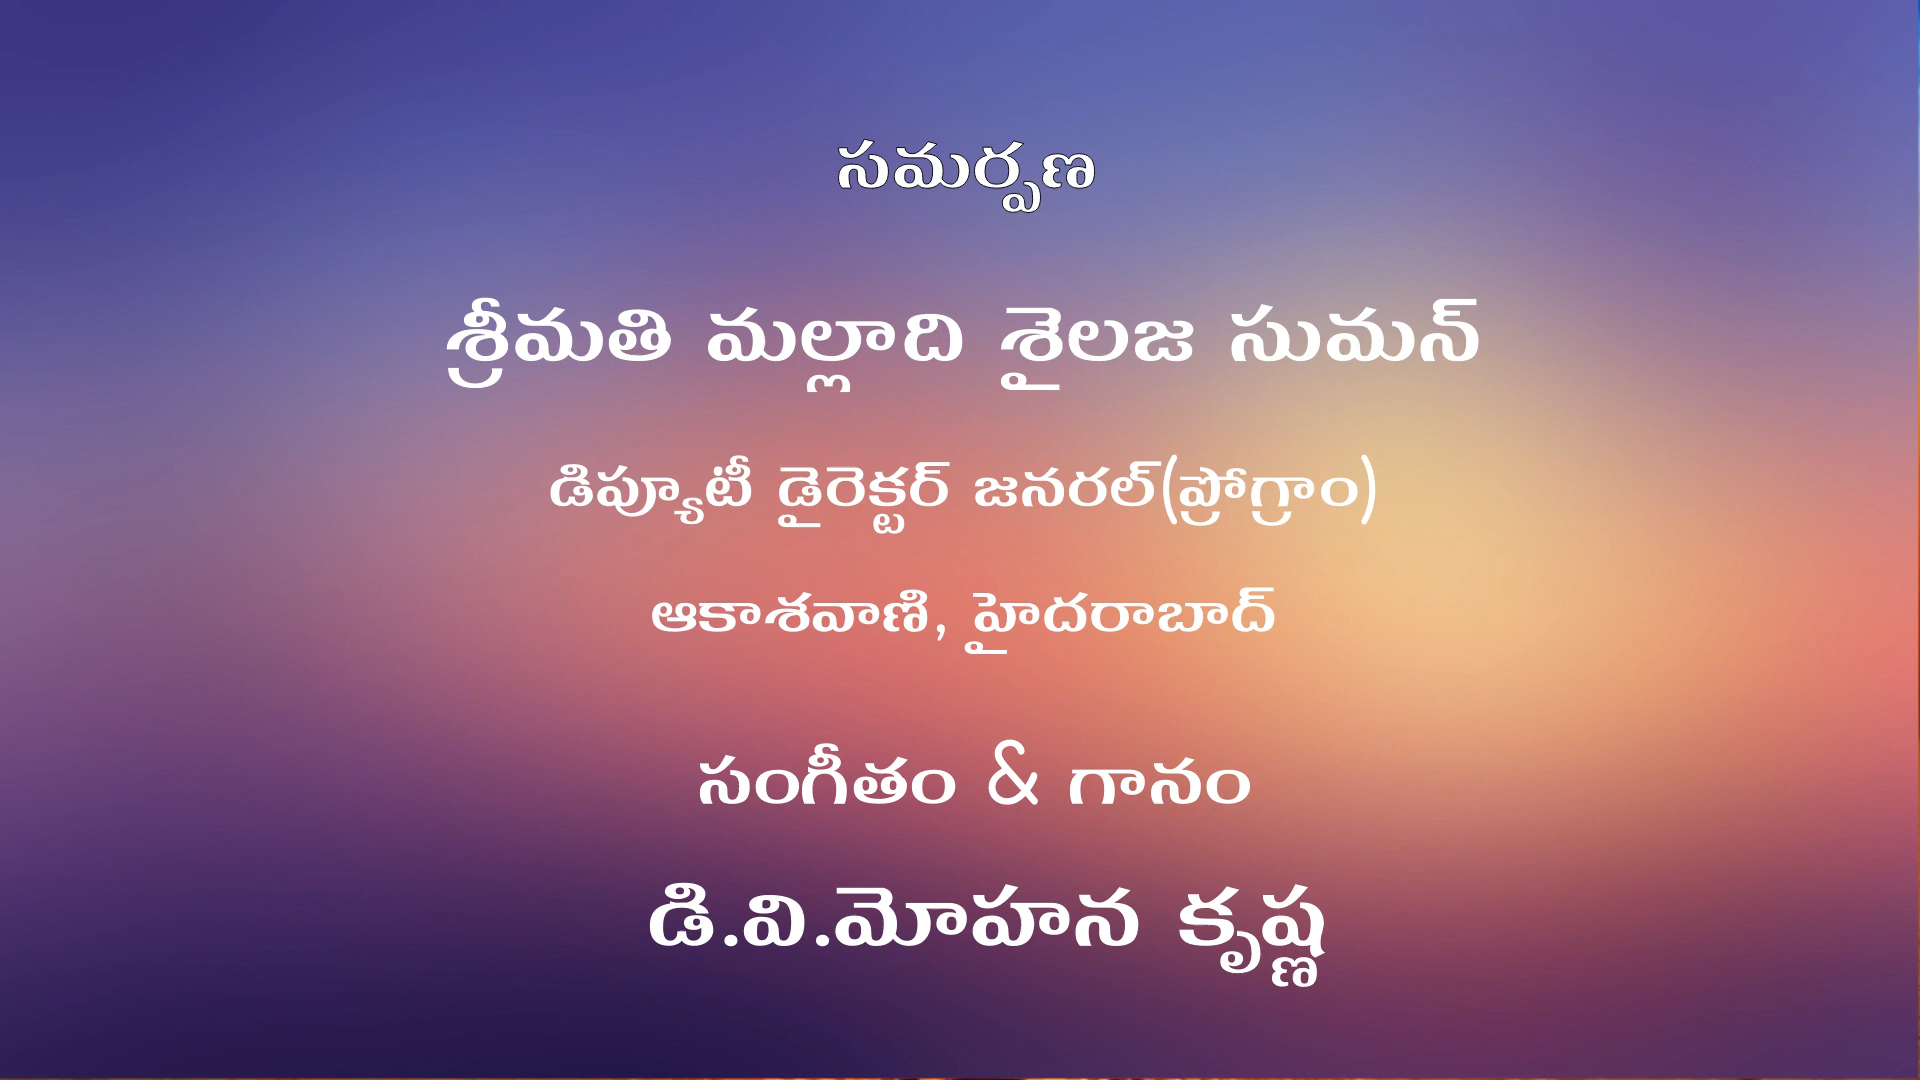 సమర్పణ
శ్రీమతి మల్లాది శైలజ సుమన్
డిప్యూటీ డైరెక్టర్ జనరల్(ప్రోగ్రాం)
ఆకాశవాణి, హైదరాబాద్
సంగీతం & గానం
డి.వి.మోహన కృష్ణ